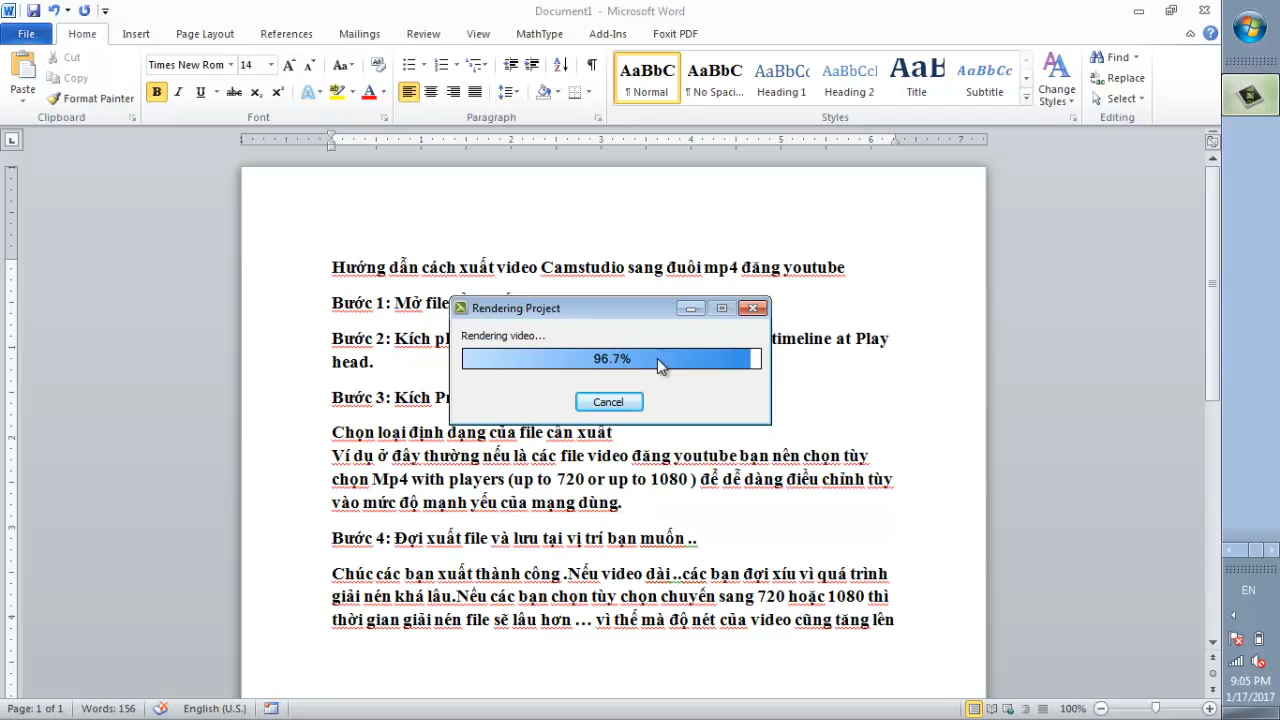 Document1 - Microsoft Word
File Home Insert Page Layout References Mailings Review View MathType Add-Ins Foxit PDF
Paste
Cut
Copy
Format Painter
Clipboard
Times New Rom 14
Font
Paragraph
AaBbC AaBbC AaBbCc AaBbCcI AaBbC AaBbCc
¶ Normal ¶ No Spaci... Heading 1 Heading 2 Title Subtitle
Change
Styles
Styles
Find
Replace
Select
Editing
1 2 3 4 5 6 7
Hướng dẫn cách xuất video Camstudio sang đuôi mp4 đăng youtube
Bước 1: Mở file
Bước 2: Kích timeline at Play
head.
Bước 3: Kích
Rendering Project
Rendering video...
96.7%
Cancel
Chọn loại định dạng của file cần xuất
Ví dụ ở đây thường nếu là các file video đăng youtube bạn nên chọn tùy
chọn Mp4 with players (up to 720 or up to 1080 ) để dễ dàng điều chỉnh tùy
vào mức độ mạnh yếu của mạng dùng.
Bước 4: Đợi xuất file và lưu tại vị trí bạn muốn ..
Chúc các bạn xuất thành công .Nếu video dài ..các bạn đợi xíu vì quá trình
giải nén khá lâu.Nếu các bạn chọn tùy chọn chuyển sang 720 hoặc 1080 thì
thời gian giải nén file sẽ lâu hơn … vì thế mà độ nét của video cũng tăng lên
Page: 1 of 1 Words: 156 English (U.S.) 100%
EN
9:05 PM
1/17/2017